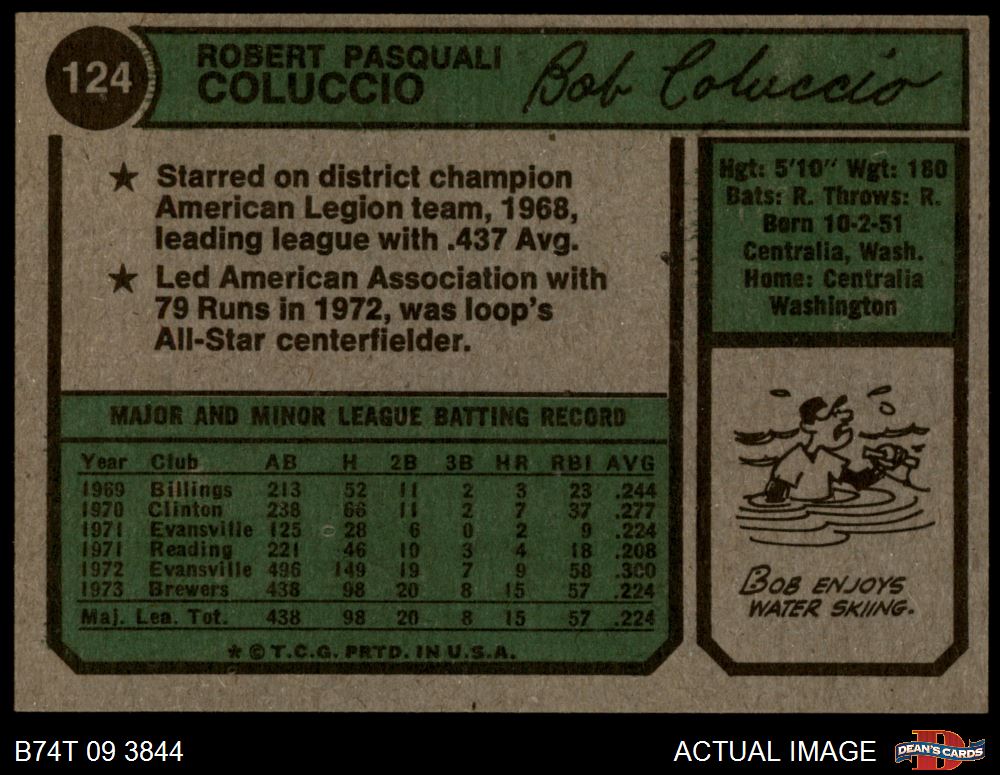 124
ROBERT PASQUALI
COLUCCIO
Bob Coluccio
★ Starred on district champion
American Legion team, 1968,
leading league with .437 Avg.
★ Led American Association with
79 Runs in 1972, was loop's
All-Star centerfielder.
Hgt: 5'10" Wgt: 180
Bats: R. Throws: R.
Born 10-2-51
Centralia, Wash.
Home: Centralia
Washington
MAJOR AND MINOR LEAGUE BATTING RECORD
Year Club AB H 2B 3B HR RBI AVG
1969 Billings 213 52 11 2 3 23 .244
1970 Clinton 238 66 11 2 7 37 .277
1971 Evansville 125 28 6 0 2 9 .224
1971 Reading 221 46 10 3 4 18 .208
1972 Evansville 496 149 19 7 9 58 .300
1973 Brewers 438 98 20 8 15 57 .224
Maj. Lea. Tot. 438 98 20 8 15 57 .224
★ © T.C.G. PRTD. IN U.S.A.
BOB ENJOYS
WATER SKIING.
B74T 09 3844
ACTUAL IMAGE
D
DEAN'S CARDS